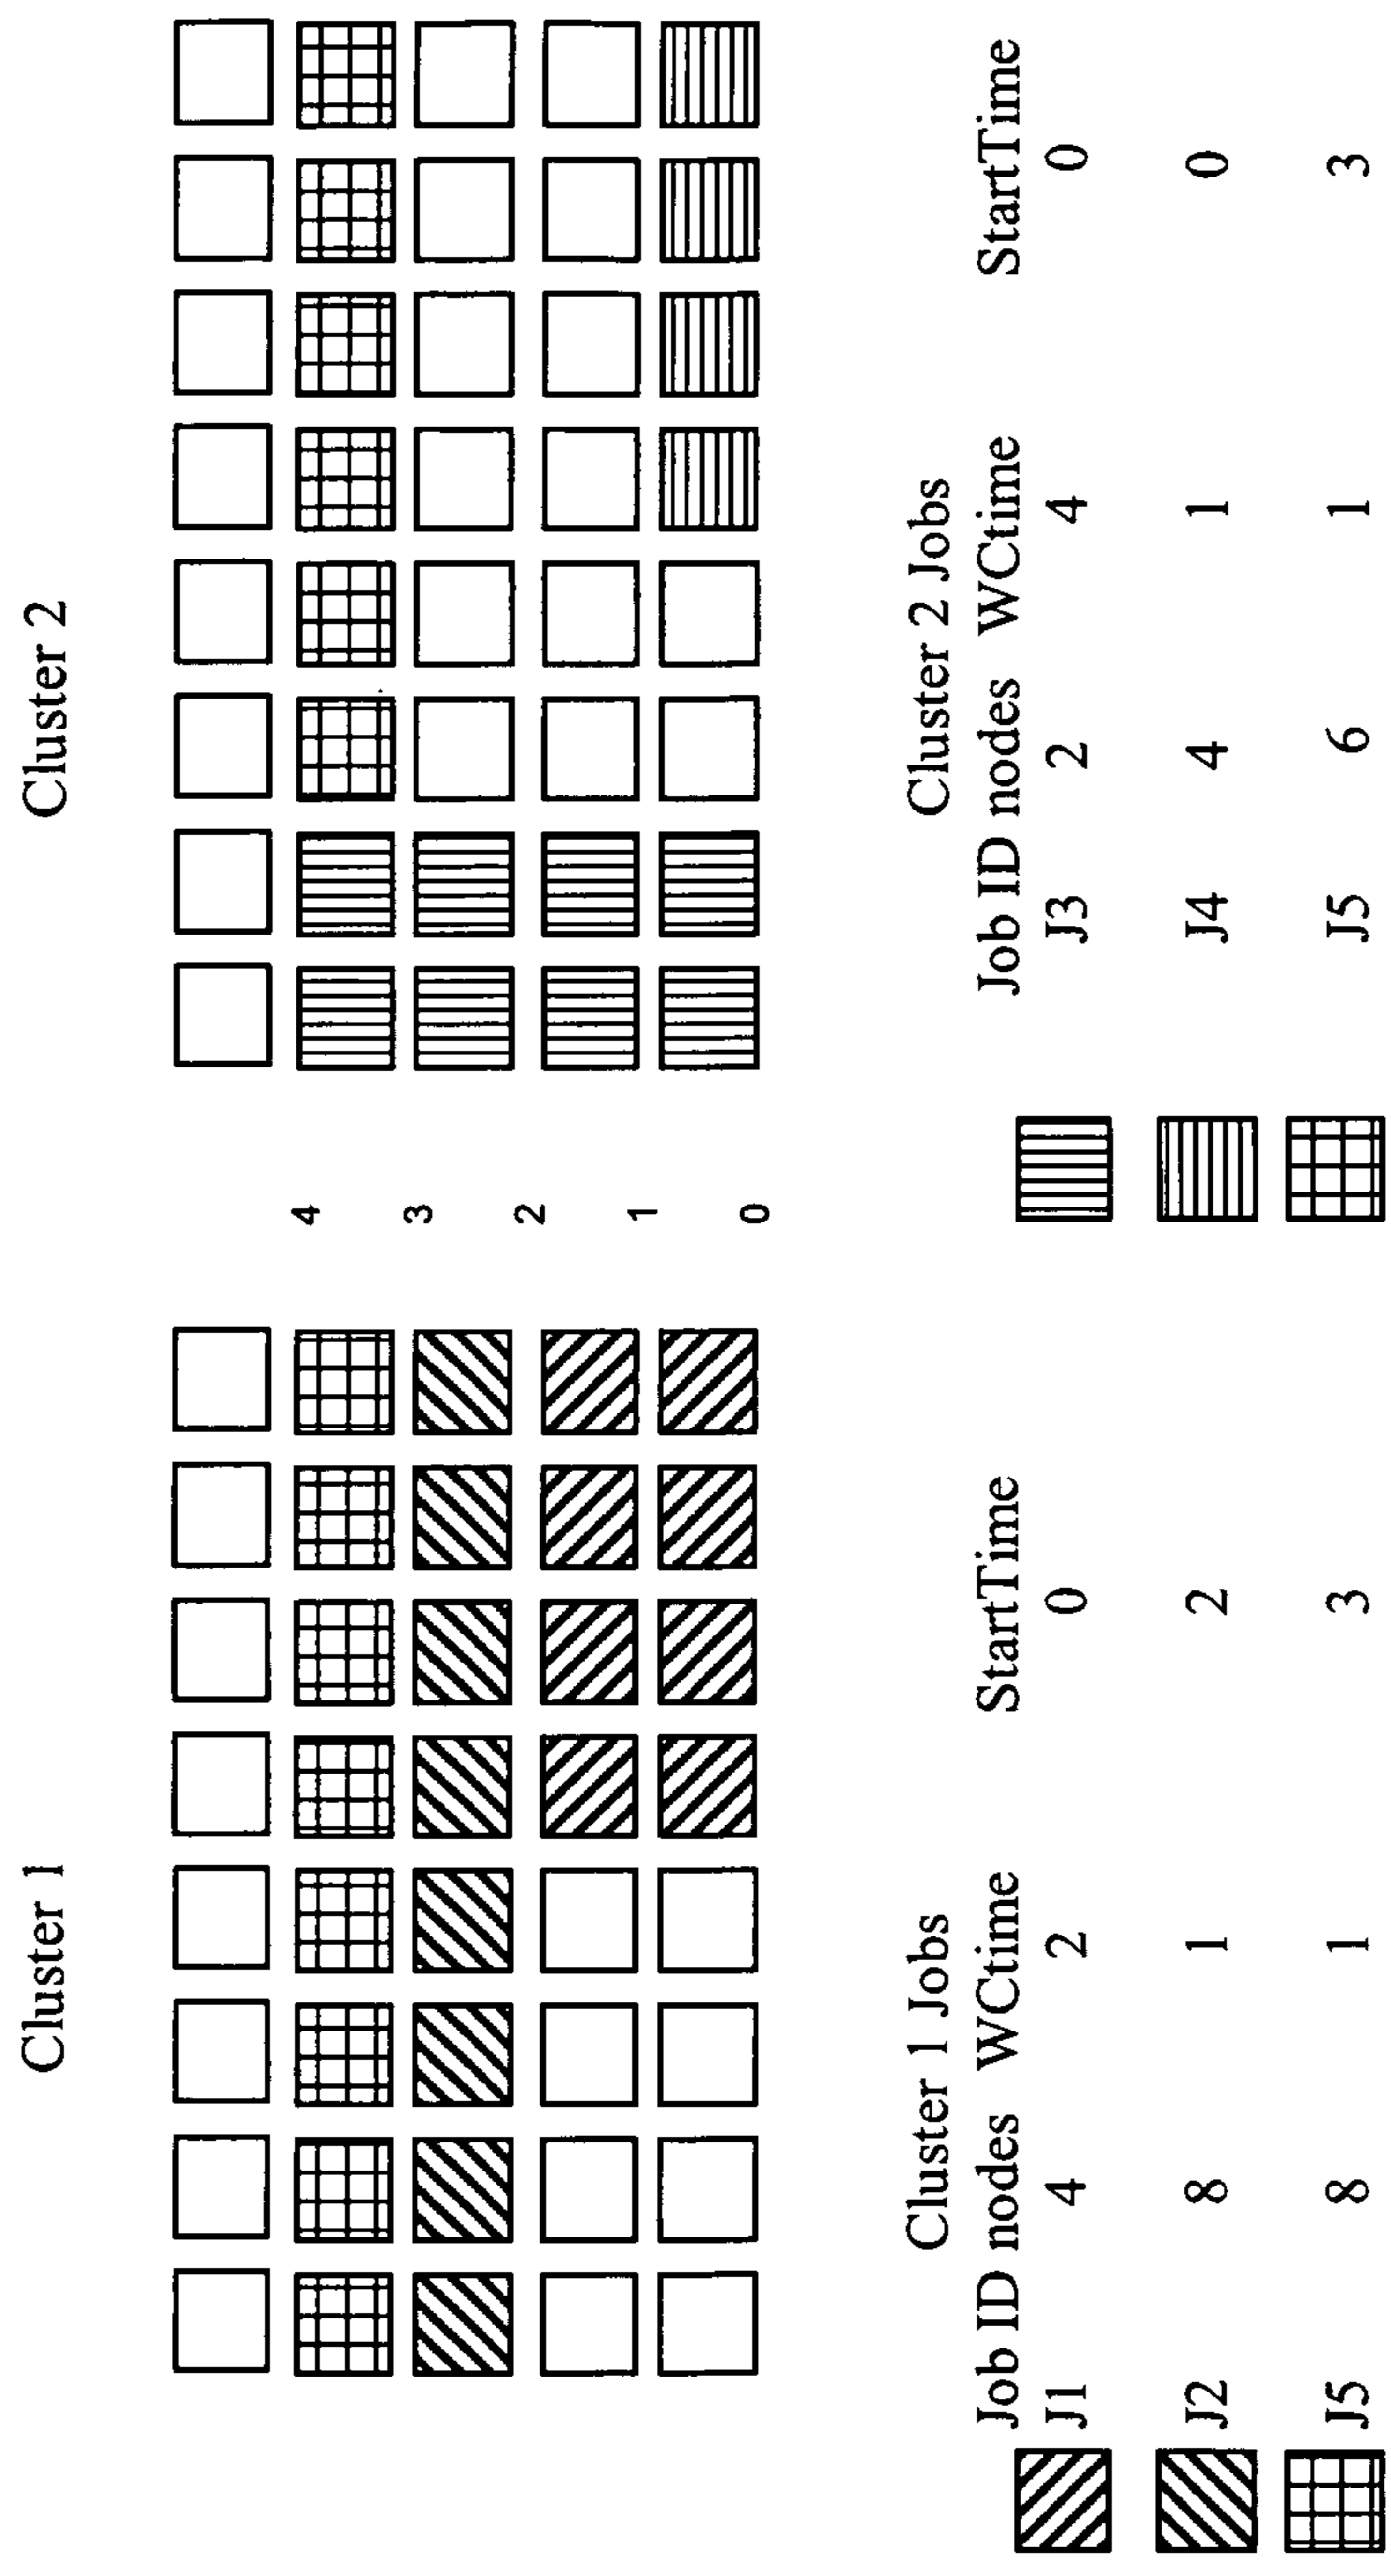 Cluster 1
Cluster 2
4
3
2
1
0
Cluster 1 Jobs
Job ID nodes WCtime StartTime
J1 4 2 0
J2 8 1 2
J5 8 1 3
Cluster 2 Jobs
Job ID nodes WCtime StartTime
J3 2 4 0
J4 4 1 0
J5 6 1 3